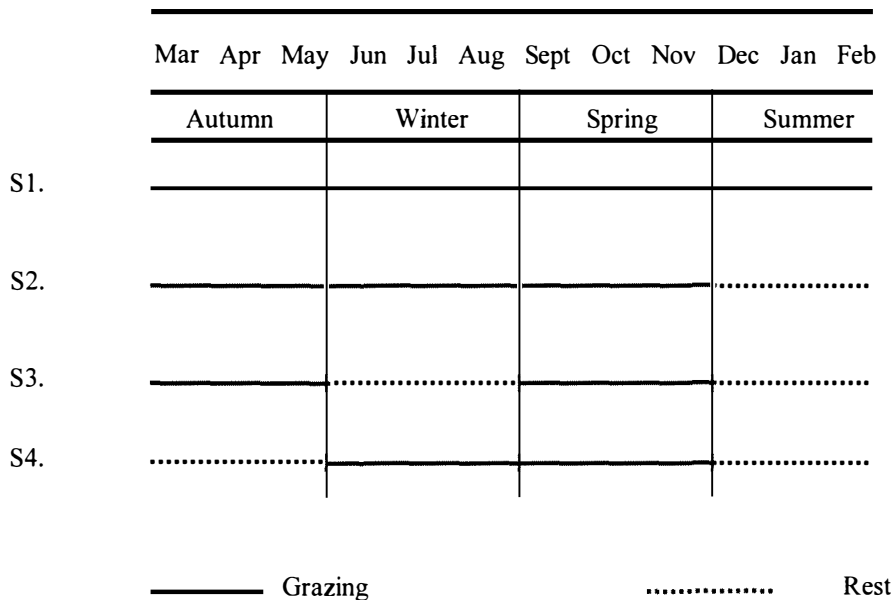 Mar Apr May Jun Jul Aug Sept Oct Nov Dec Jan Feb
Autumn Winter Spring Summer
S1.
S2.
S3.
S4.
Grazing Rest